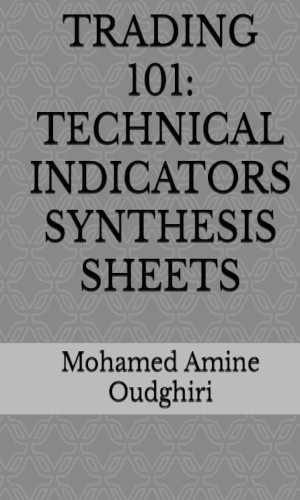 TRADING
101:
TECHNICAL
INDICATORS
SYNTHESIS
SHEETS
Mohamed Amine
Oudghiri